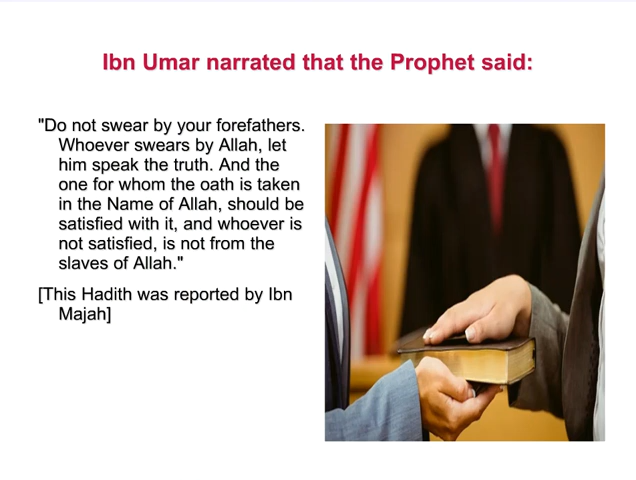 Ibn Umar narrated that the Prophet said:
"Do not swear by your forefathers.
Whoever swears by Allah, let
him speak the truth. And the
one for whom the oath is taken
in the Name of Allah, should be
satisfied with it, and whoever is
not satisfied, is not from the
slaves of Allah."
[This Hadith was reported by Ibn
Majah]